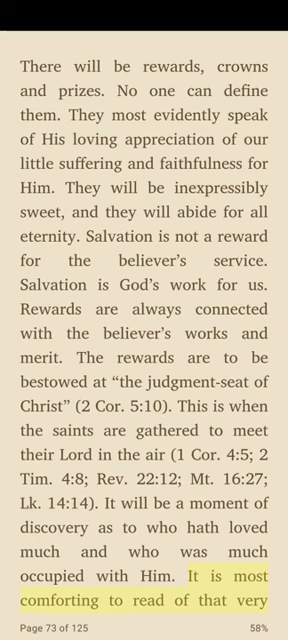 There will be rewards, crowns
and prizes. No one can define
them. They most evidently speak
of His loving appreciation of our
little suffering and faithfulness for
Him. They will be inexpressibly
sweet, and they will abide for all
eternity. Salvation is not a reward
for the believer’s service.
Salvation is God’s work for us.
Rewards are always connected
with the believer’s works and
merit. The rewards are to be
bestowed at “the judgment-seat of
Christ” (2 Cor. 5:10). This is when
the saints are gathered to meet
their Lord in the air (1 Cor. 4:5; 2
Tim. 4:8; Rev. 22:12; Mt. 16:27;
Lk. 14:14). It will be a moment of
discovery as to who hath loved
much and who was much
occupied with Him. It is most
comforting to read of that very
Page 73 of 125 58%